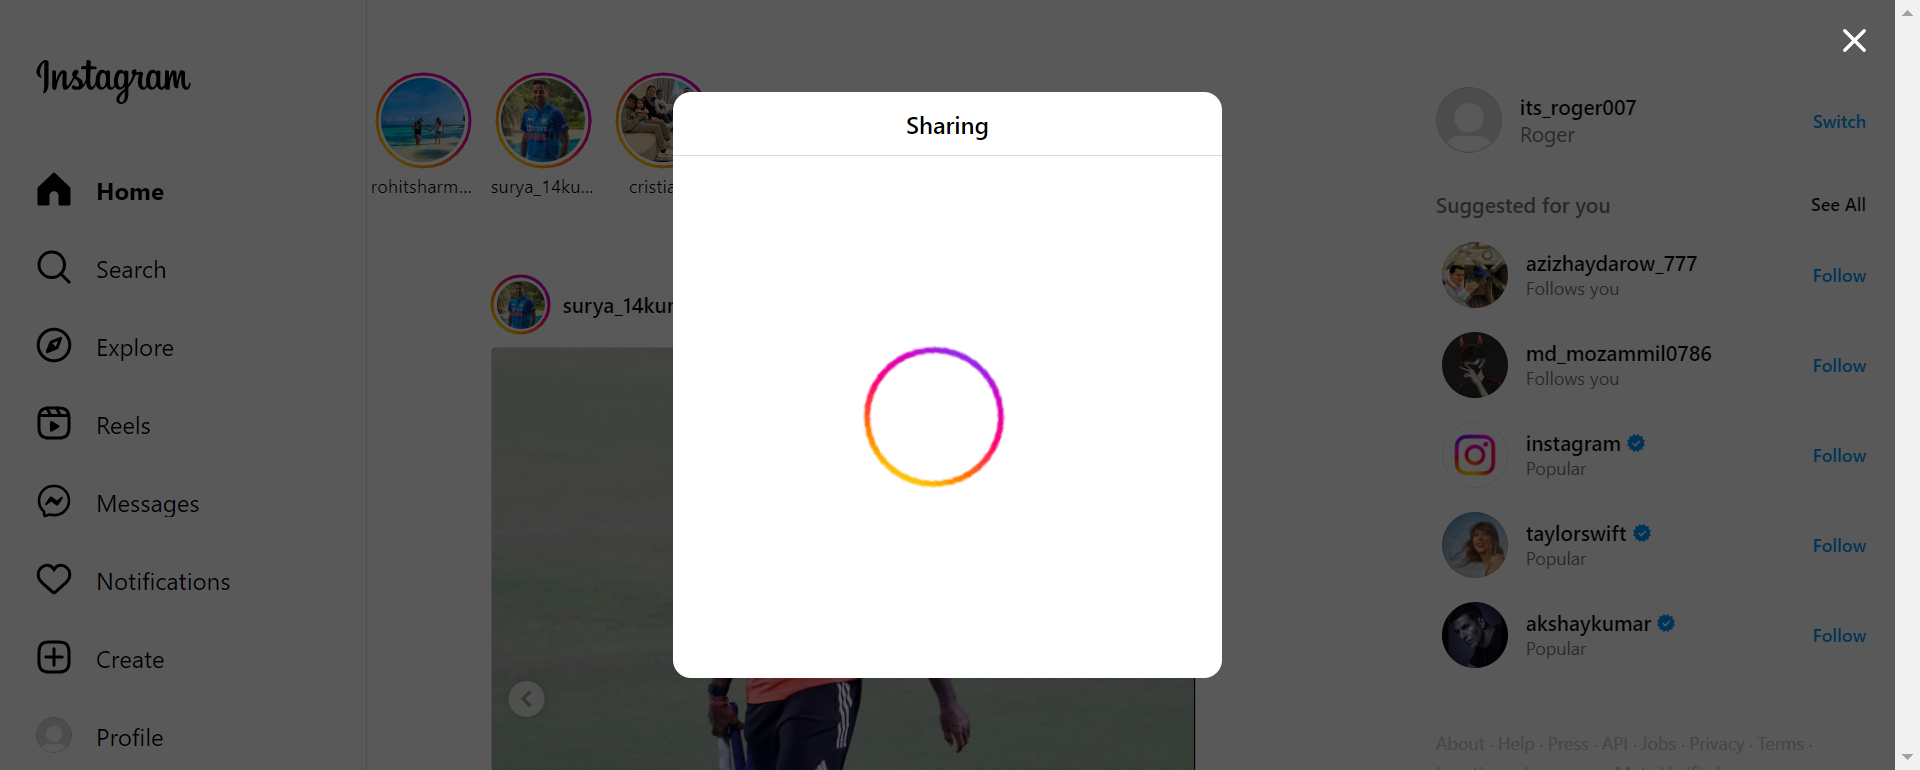 Instagram
Home
Search
Explore
Reels
Messages
Notifications
Create
Profile
rohitsharm...
surya_14ku...
surya_14kur
Sharing
its_roger007
Roger
Switch
Suggested for you
See All
azizhaydarow_777
Follows you
Follow
md_mozammil0786
Follows you
Follow
instagram
Popular
Follow
taylorswift
Popular
Follow
akshaykumar
Popular
Follow
About · Help · Press · API · Jobs · Privacy · Terms ·